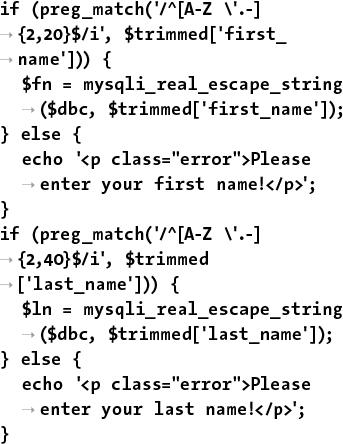 if (preg_match('/^[A-Z \'.-]
→ {2,20}$/i', $trimmed['first_
→ name'])) {
$fn = mysqli_real_escape_string
→ ($dbc, $trimmed['first_name']);
} else {
echo '<p class="error">Please
→ enter your first name!</p>';
}
if (preg_match('/^[A-Z \'.-]
→ {2,40}$/i', $trimmed
→ ['last_name'])) {
$ln = mysqli_real_escape_string
→ ($dbc, $trimmed['last_name']);
} else {
echo '<p class="error">Please
→ enter your last name!</p>';
}